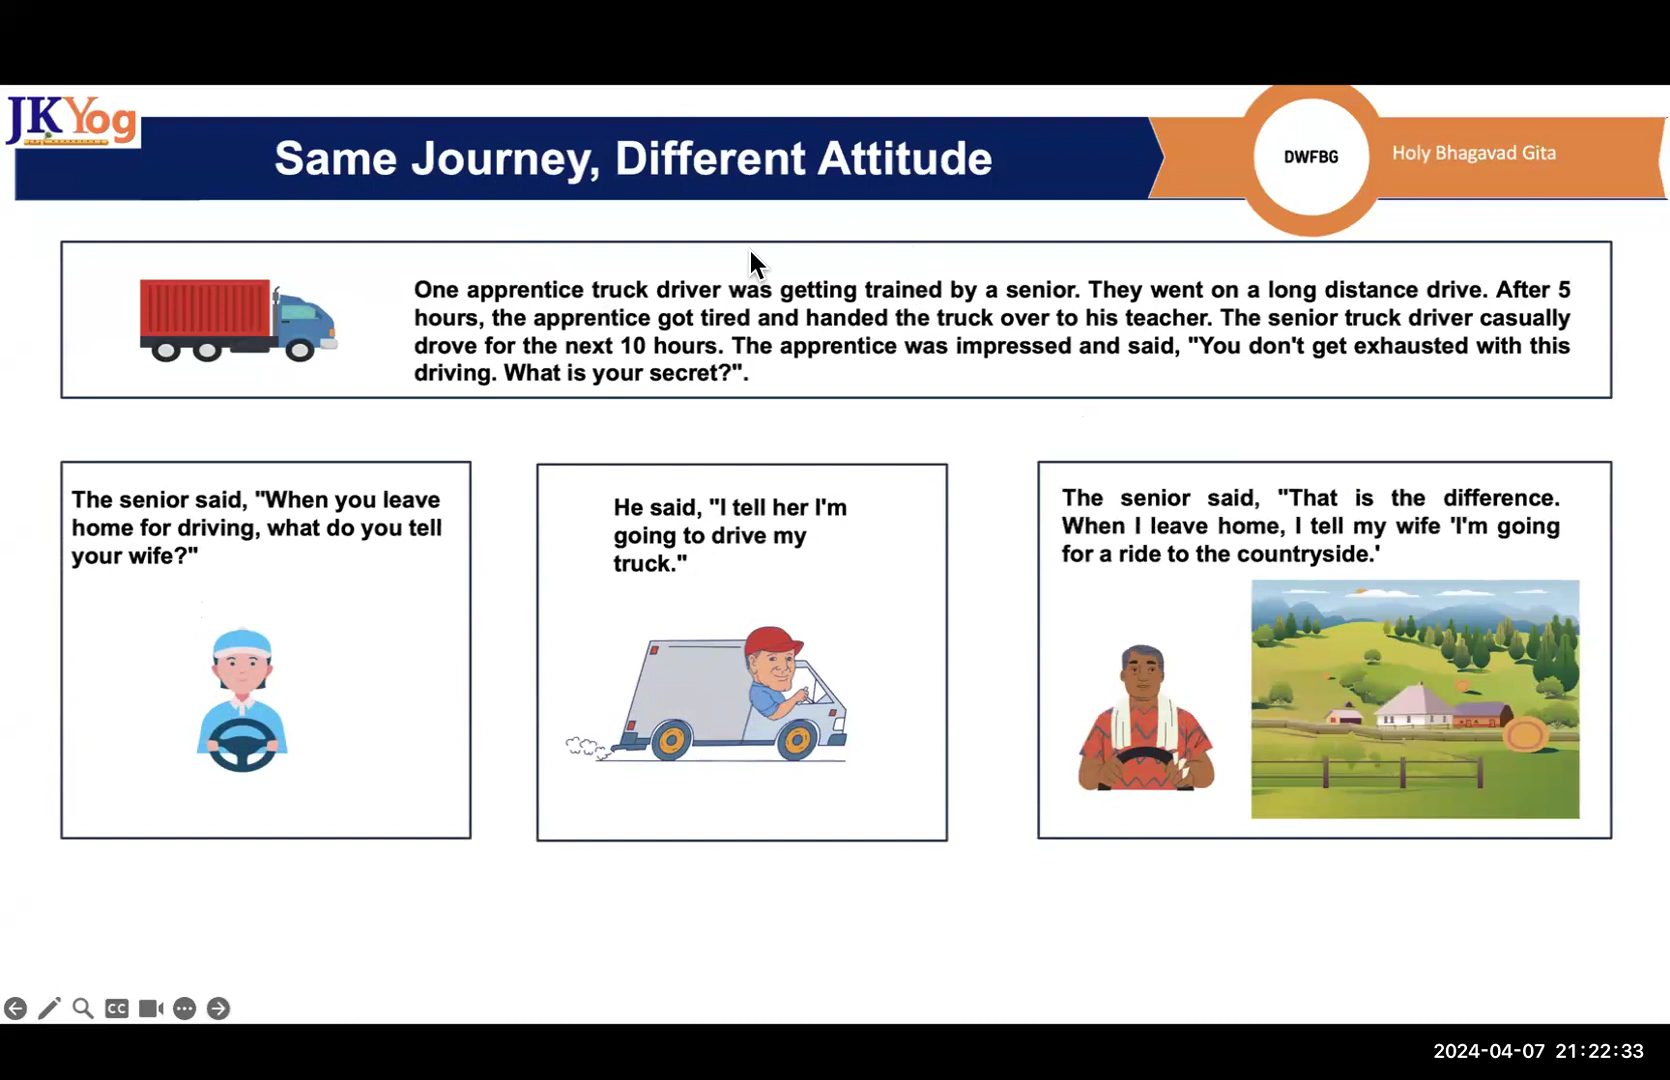 JKYog
Same Journey, Different Attitude
DWFBG
Holy Bhagavad Gita
One apprentice truck driver was getting trained by a senior. They went on a long distance drive. After 5
hours, the apprentice got tired and handed the truck over to his teacher. The senior truck driver casually
drove for the next 10 hours. The apprentice was impressed and said, "You don't get exhausted with this
driving. What is your secret?".
The senior said, "When you leave
home for driving, what do you tell
your wife?"
He said, "I tell her I'm
going to drive my
truck."
The senior said, "That is the difference.
When I leave home, I tell my wife 'I'm going
for a ride to the countryside.'
CC
2024-04-07 21:22:33